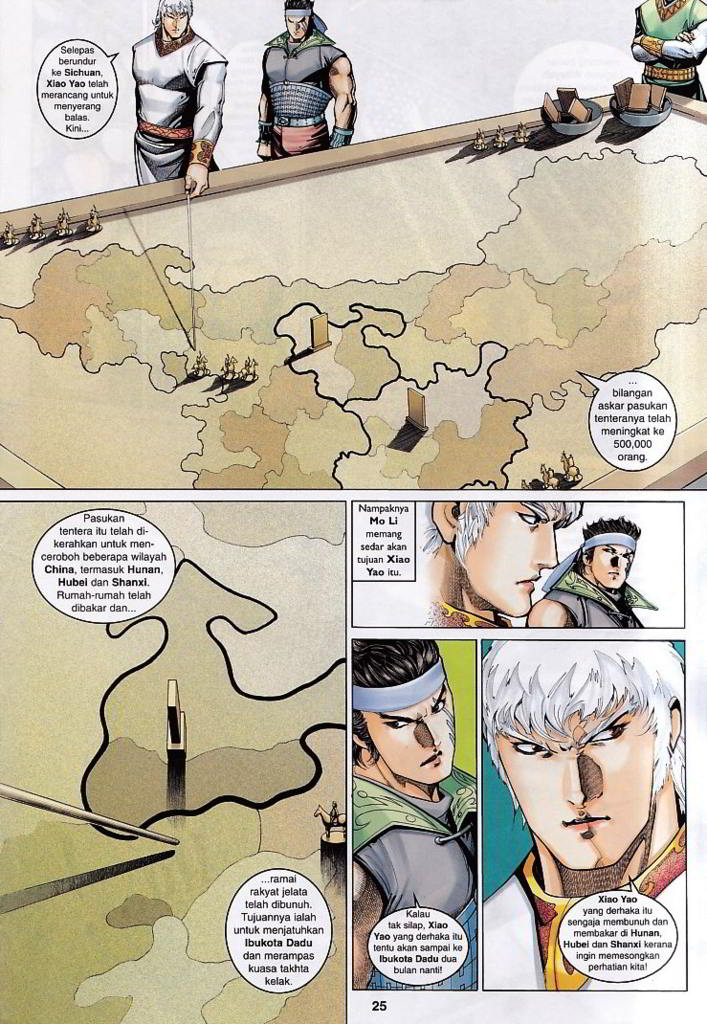 Selepas
berundur
ke Sichuan,
Xiao Yao telah
merancang untuk
menyerang
balas.
Kini...
...
bilangan
askar pasukan
tenteranya telah
meningkat ke
500,000
orang.
Pasukan
tentera itu telah di-
kerahkan untuk men-
ceroboh beberapa wilayah
China, termasuk Hunan,
Hubei dan Shanxi.
Rumah-rumah telah
dibakar dan...
...ramai
rakyat jelata
telah dibunuh.
Tujuannya ialah
untuk menjatuhkan
Ibukota Dadu
dan merampas
kuasa takhta
kelak.
Nampaknya
Mo Li
memang
sedar akan
tujuan Xiao
Yao itu.
Kalau
tak silap, Xiao
Yao yang derhaka itu
tentu akan sampai ke
Ibukota Dadu dua
bulan nanti!
Xiao Yao
yang derhaka itu
sengaja membunuh dan
membakar di Hunan,
Hubei dan Shanxi kerana
ingin memesongkan
perhatian kita!
25